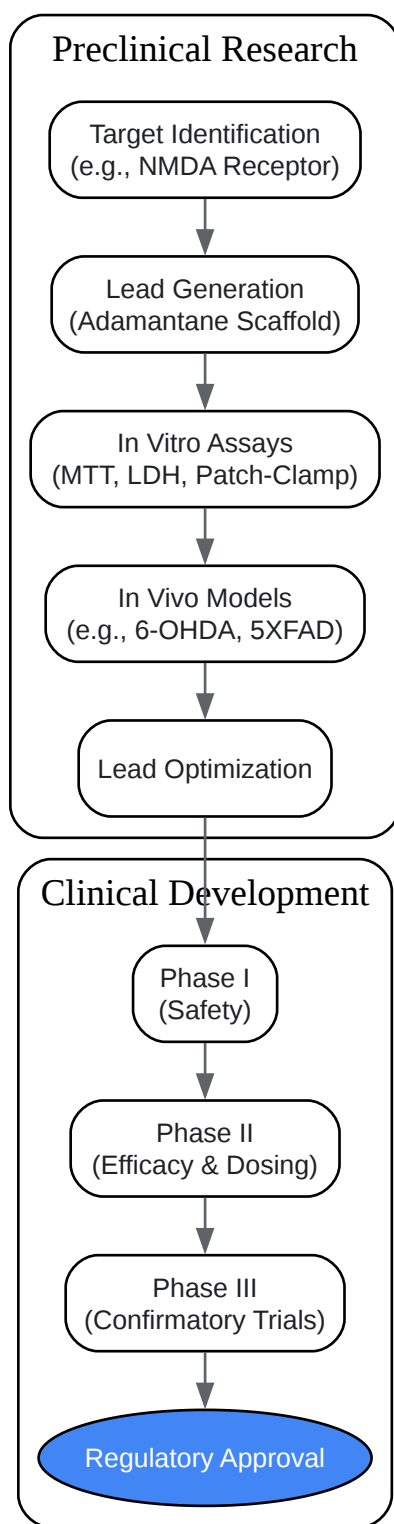 Preclinical Research
Target Identification
(e.g., NMDA Receptor)
Lead Generation
(Adamantane Scaffold)
In Vitro Assays
(MTT, LDH, Patch-Clamp)
In Vivo Models
(e.g., 6-OHDA, 5XFAD)
Lead Optimization
Clinical Development
Phase I
(Safety)
Phase II
(Efficacy & Dosing)
Phase III
(Confirmatory Trials)
Regulatory Approval